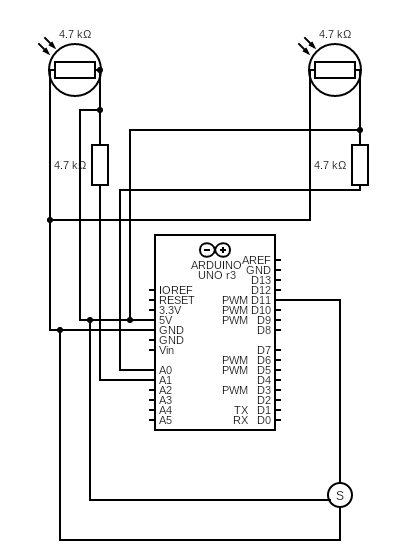 4.7 kΩ
4.7 kΩ
4.7 kΩ
4.7 kΩ
ARDUINO
UNO r3
AREF
GND
D13
IOREF D12
RESET PWM D11
3.3V PWM D10
5V PWM D9
GND D8
GND
Vin D7
PWM D6
A0 PWM D5
A1 D4
A2 PWM D3
A3 D2
A4 TX D1
A5 RX D0
S